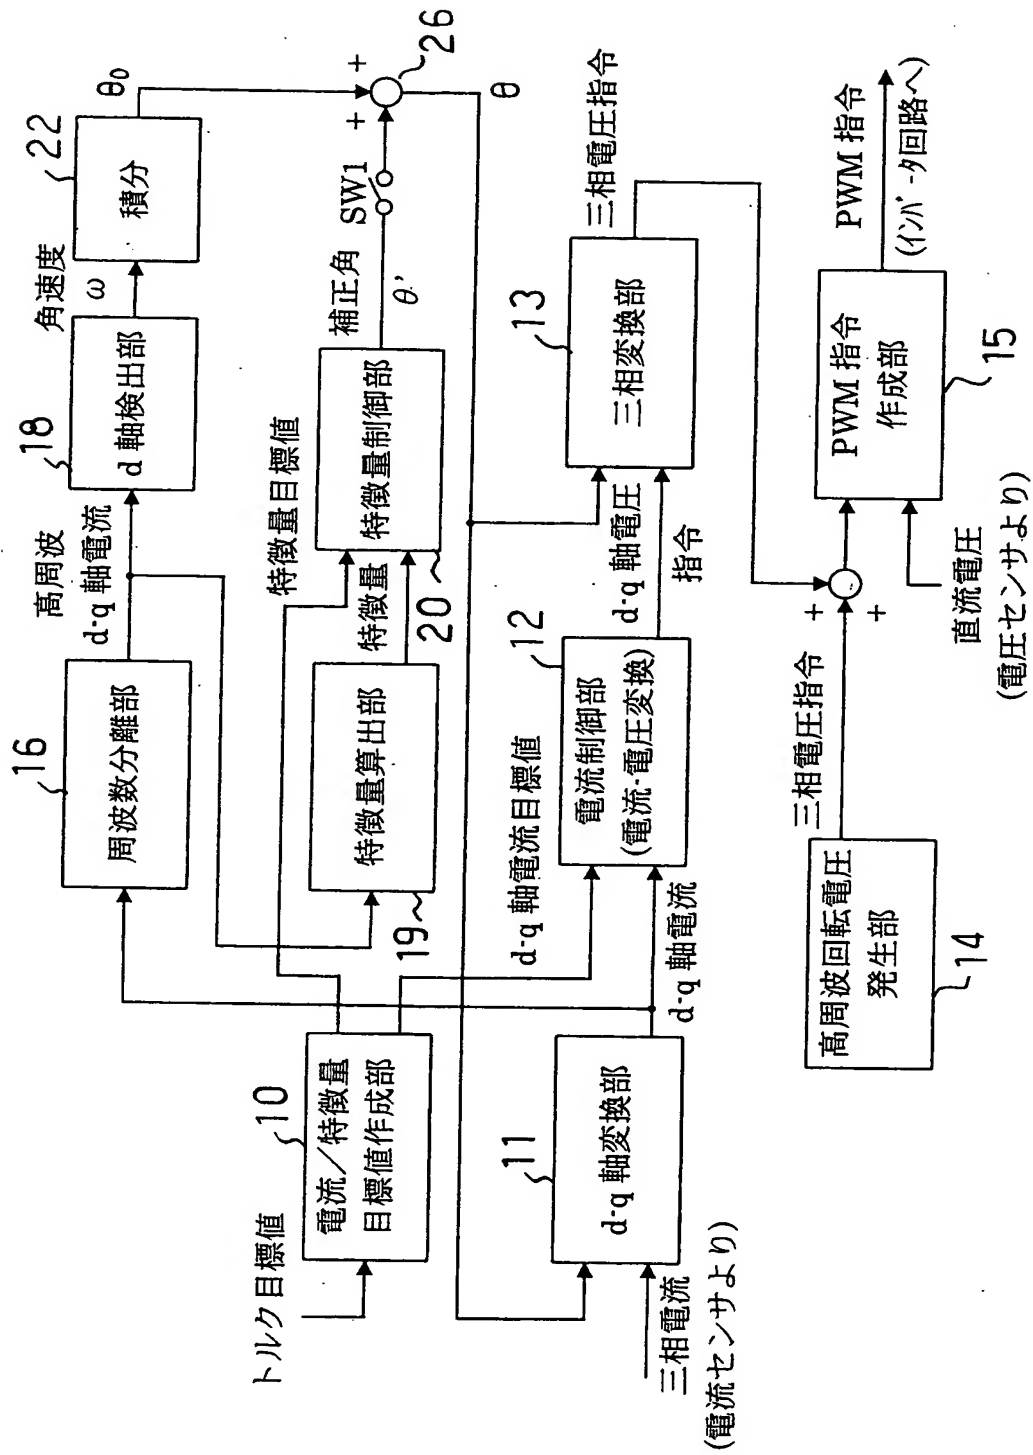 16
周波数分離部
高周波
d-q 軸電流
18
d 軸検出部
角速度
ω
22
積分
θ0
+
+
26
θ
10
電流／特徴量
目標値作成部
トルク目標値
特徴量算出部
19
特徴量目標値
特徴量
特徴量制御部
20
補正角
θ'
SW1
11
d-q 軸変換部
三相電流
(電流センサより)
d-q 軸電流
d-q 軸電流目標値
12
電流制御部
(電流-電圧変換)
d-q 軸電圧
指令
13
三相変換部
三相電圧指令
高周波回転電圧
発生部
14
三相電圧指令
+
+
直流電圧
(電圧センサより)
PWM 指令
作成部
15
PWM 指令
(インバータ回路へ)